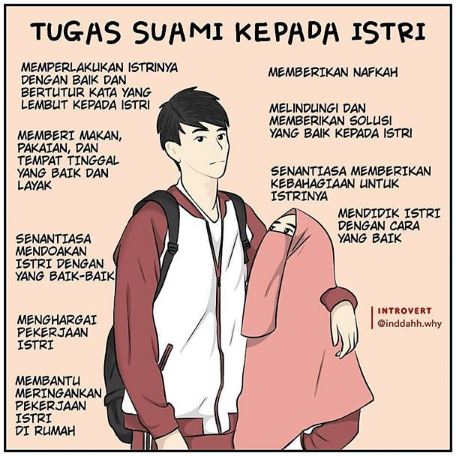 TUGAS SUAMI KEPADA ISTRI
MEMPERLAKUKAN ISTRINYA
DENGAN BAIK DAN
BERTUTUR KATA YANG
LEMBUT KEPADA ISTRI
MEMBERI MAKAN,
PAKAIAN, DAN
TEMPAT TINGGAL
YANG BAIK DAN
LAYAK
SENANTIASA
MENDOAKAN
ISTRI DENGAN
YANG BAIK-BAIK
MENGHARGAI
PEKERJAAN
ISTRI
MEMBANTU
MERINGANKAN
PEKERJAAN
ISTRI
DI RUMAH
MEMBERIKAN NAFKAH
MELINDUNGI DAN
MEMBERIKAN SOLUSI
YANG BAIK KEPADA ISTRI
SENANTIASA MEMBERIKAN
KEBAHAGIAAN UNTUK
ISTRINYA
MENDIDIK ISTRI
DENGAN CARA
YANG BAIK
INTROVERT
@inddahh.why